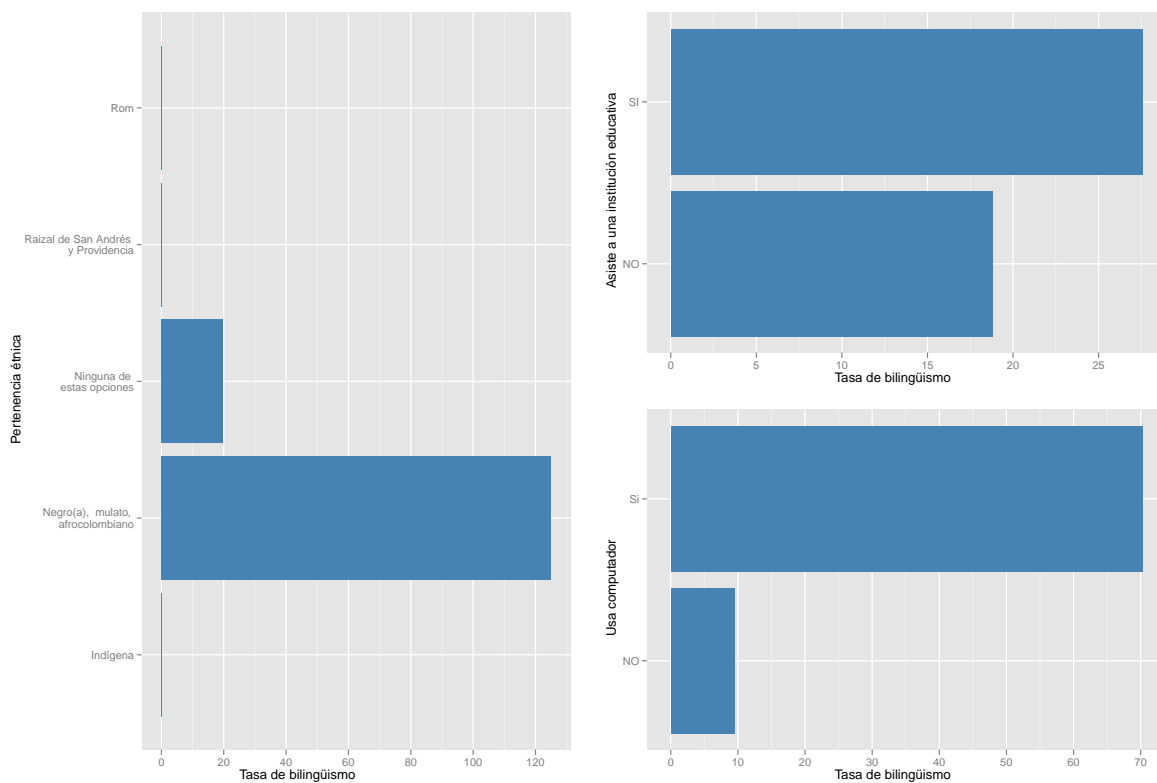 Pertenencia étnica
Rom
Raizal de San Andrés
y Providencia
Ninguna de
estas opciones
Negro(a),  mulato,
afrocolombiano
Indígena
0 20 40 60 80 100 120
Tasa de bilingüismo
Asiste a una institución educativa
SI
NO
0 5 10 15 20 25
Tasa de bilingüismo
Usa computador
Si
NO
0 10 20 30 40 50 60 70
Tasa de bilingüismo